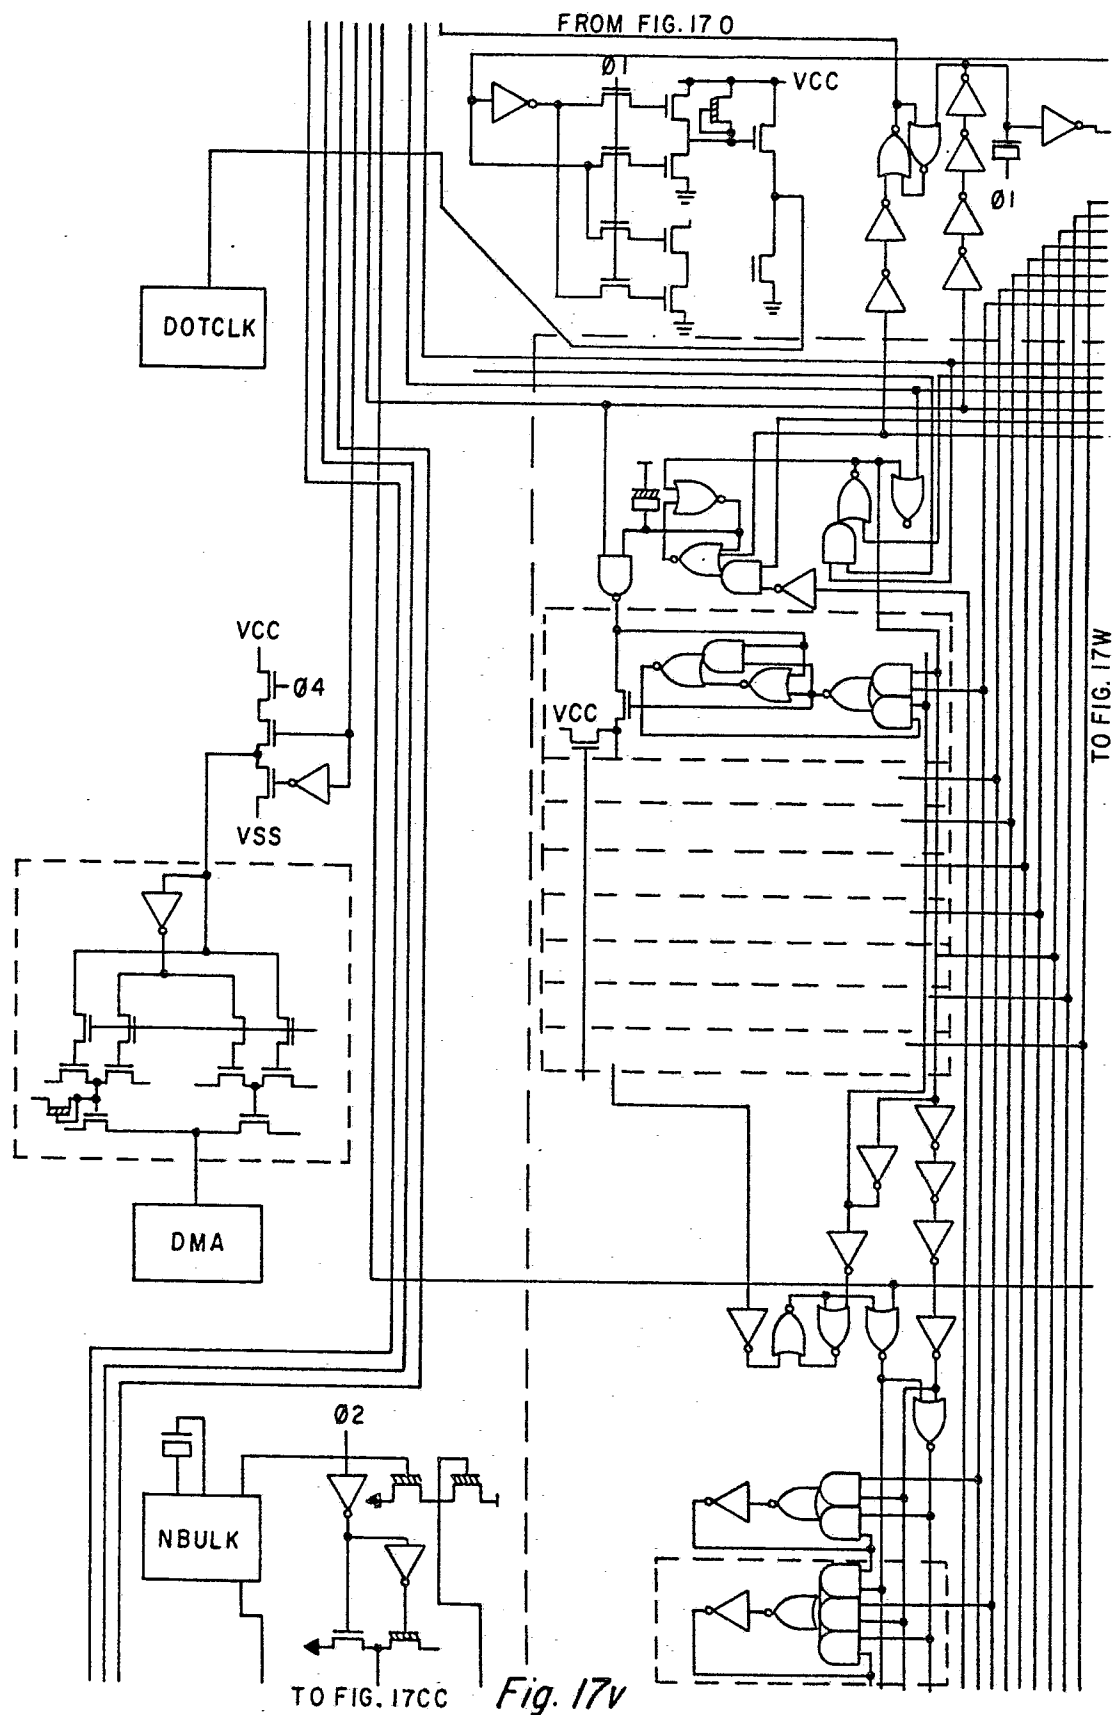 FROM FIG. 17 O
Ø1
VCC
Ø1
DOTCLK
TO FIG. 17W
VCC
Ø4
VCC
VSS
DMA
Ø2
NBULK
TO FIG. 17CC
Fig. 17v